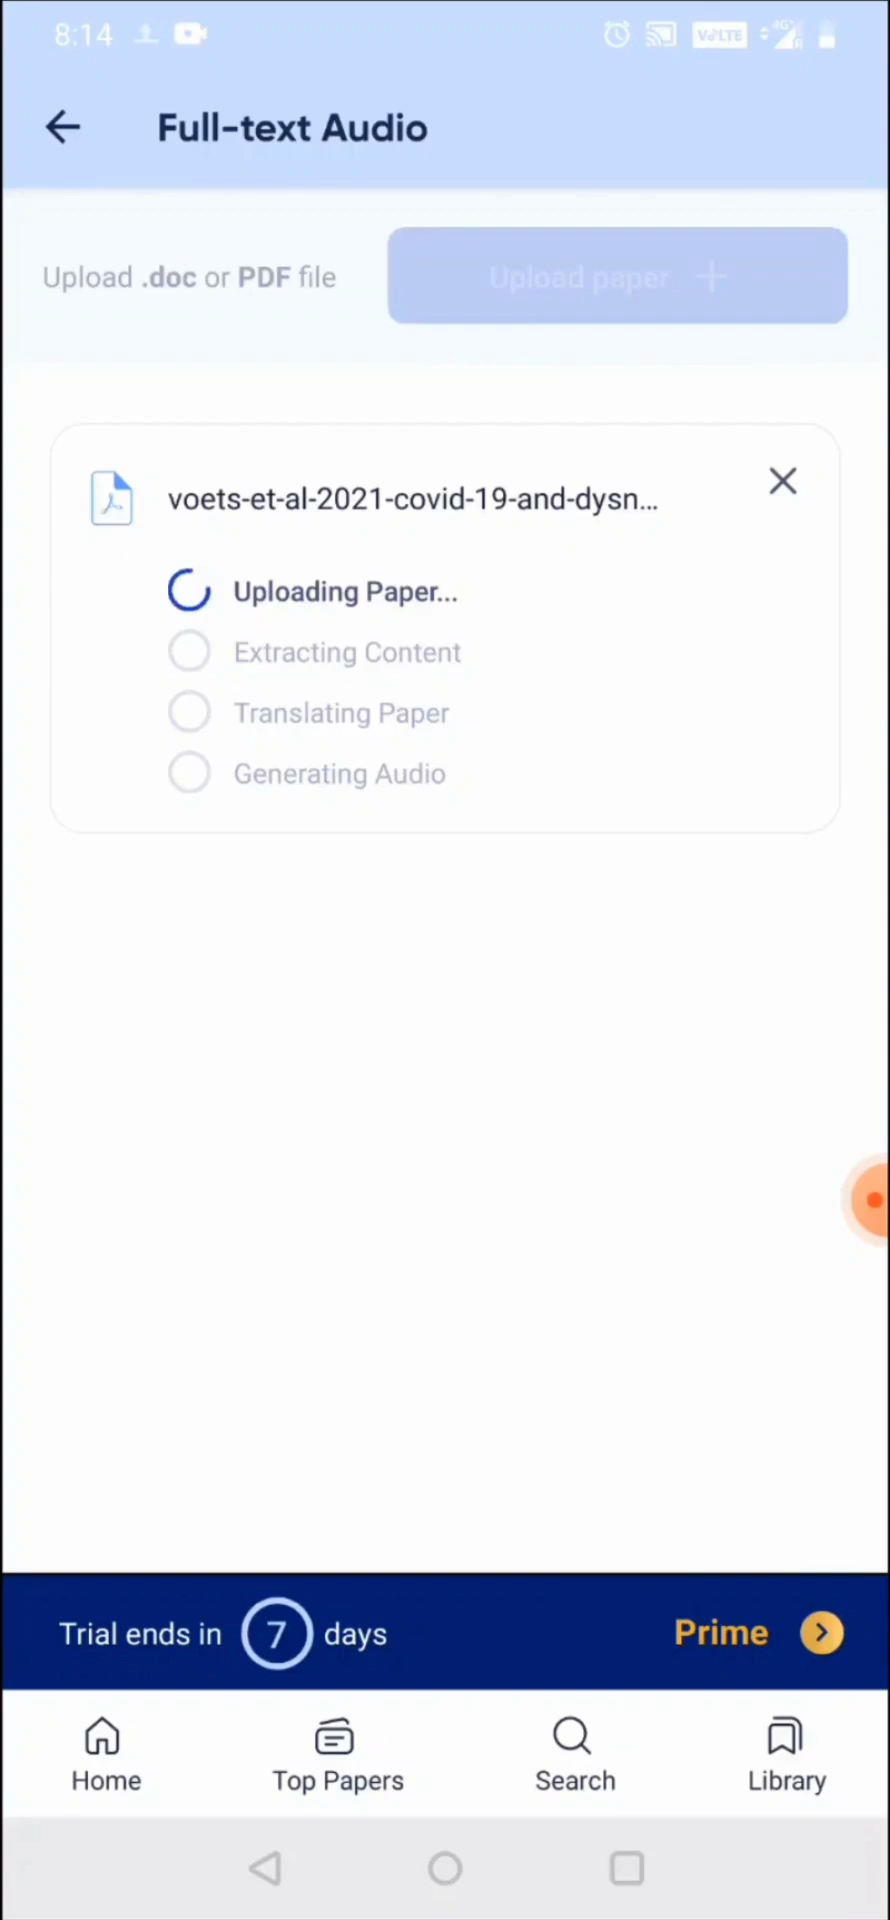 8:14
VoLTE
4G+
R
Full-text Audio
Upload .doc or PDF file
Upload paper +
voets-et-al-2021-covid-19-and-dysn...
Uploading Paper...
Extracting Content
Translating Paper
Generating Audio
Trial ends in 7 days
Prime
Home
Top Papers
Search
Library